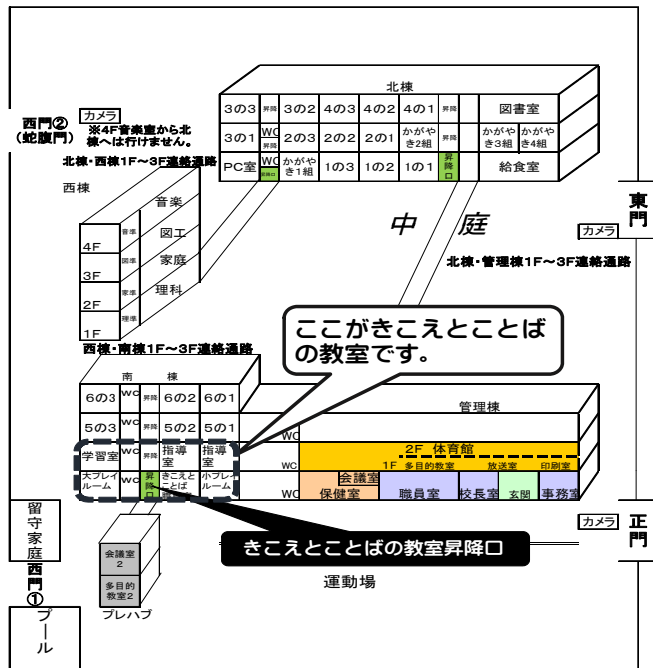 北棟
3の3 昇降 3の2 4の3 4の2 4の1 昇降 図書室
3の1 WC 昇降 2の3 2の2 2の1 かがやき2組 昇降 かがやき3組 かがやき4組
PC室 WC かがやき1組 1の3 1の2 1の1 昇降口 給食室
西門②
(蛇腹門)
カメラ
※4F音楽室から北
棟へは行けません。
北棟・西棟1F～3F連絡通路
西棟
4F 音準 音楽
3F 図準 図工
2F 家準 家庭
1F 理準 理科
中庭
東門
カメラ
北棟・管理棟1F～3F連絡通路
ここがきこえとことば
の教室です。
西棟・南棟1F～3F連絡通路
南棟
6の3 WC 昇降 6の2 6の1
5の3 WC 昇降 5の2 5の1
学習室 WC 昇降 指導室 指導室
大プレイルーム WC 昇降口 きこえとことば 小プレイルーム
管理棟
WC
WC
2F 体育館
1F 多目的教室 放送室 印刷室
WC
会議室
保健室 職員室 校長室 玄関 事務室
きこえとことばの教室昇降口
カメラ
正門
運動場
留守家庭
西門①
プール
会議室
2
多目的
教室2
プレハブ